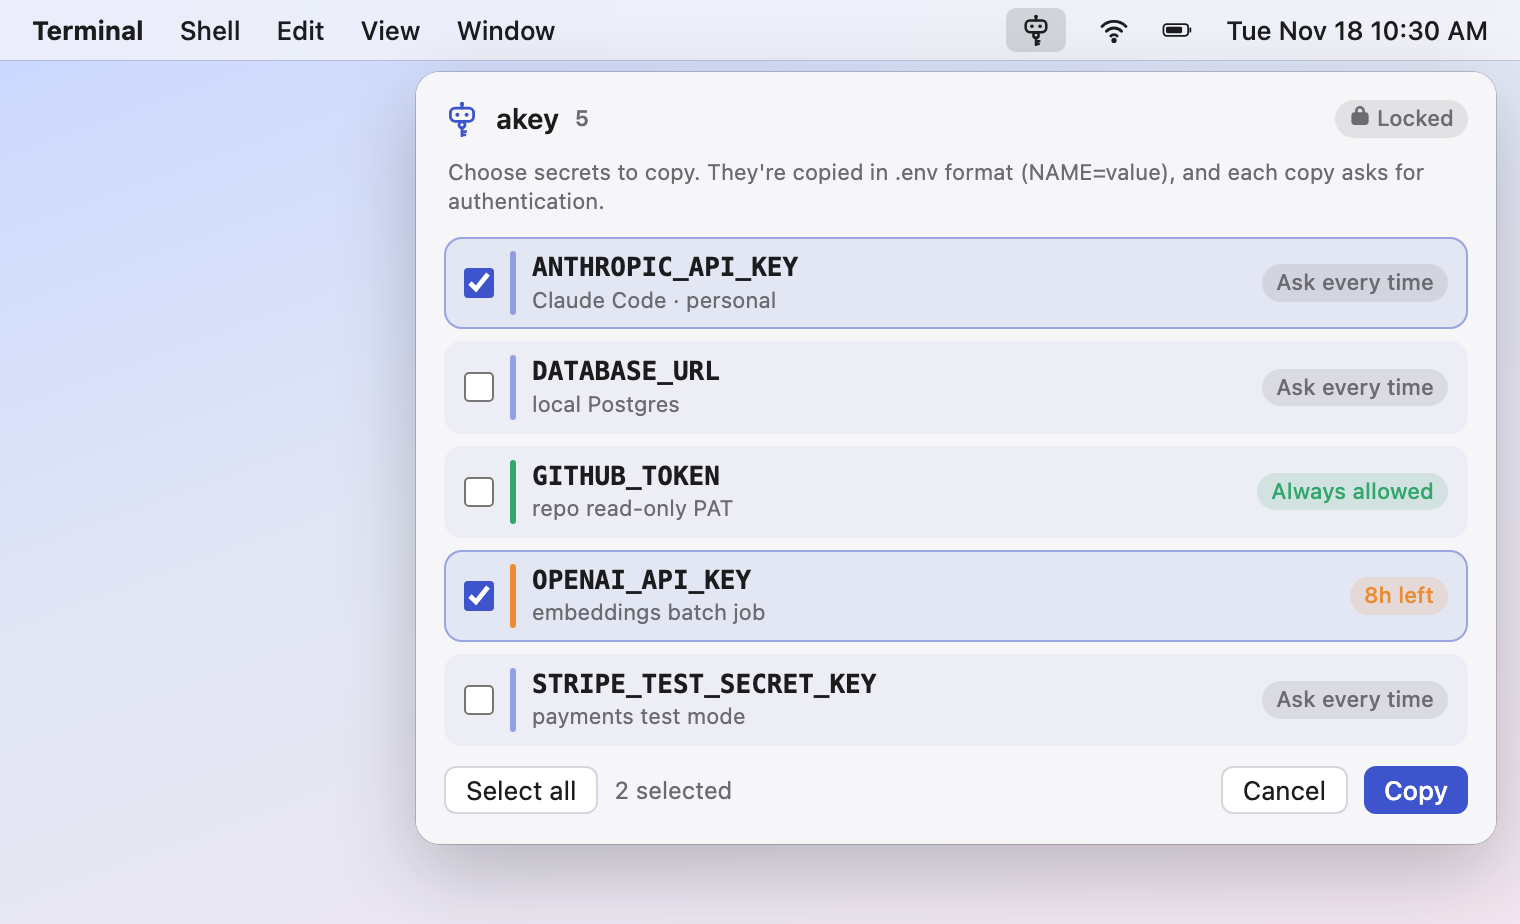 Terminal Shell Edit View Window Tue Nov 18 10:30 AM
akey 5 Locked
Choose secrets to copy. They're copied in .env format (NAME=value), and each copy asks for
authentication.
ANTHROPIC_API_KEY
Claude Code · personal
Ask every time
DATABASE_URL
local Postgres
Ask every time
GITHUB_TOKEN
repo read-only PAT
Always allowed
OPENAI_API_KEY
embeddings batch job
8h left
STRIPE_TEST_SECRET_KEY
payments test mode
Ask every time
Select all 2 selected Cancel Copy